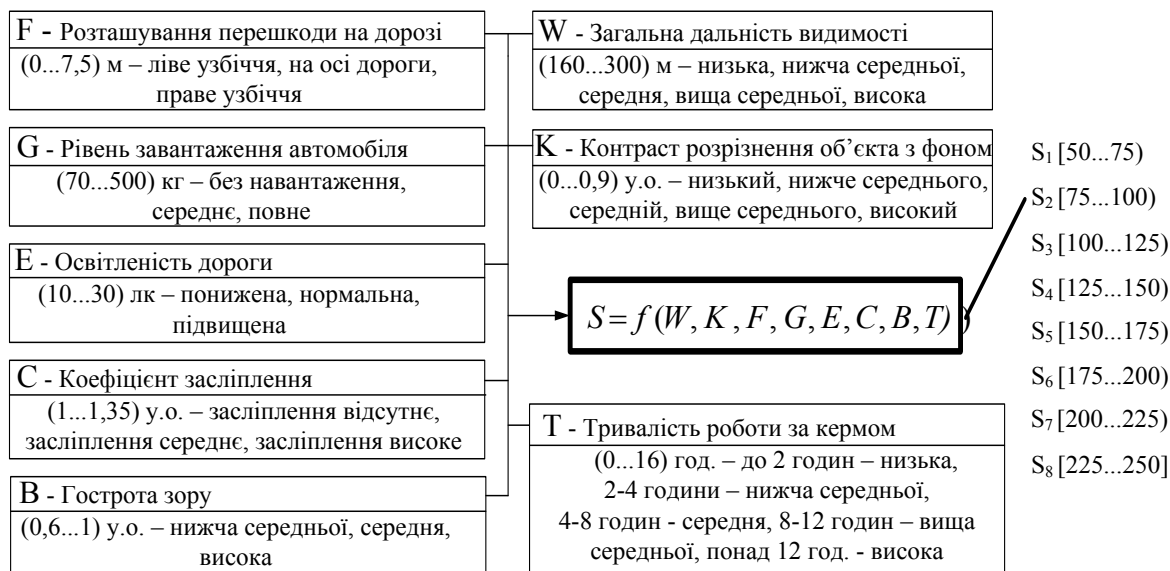 F - Розташування перешкоди на дорозі
(0...7,5) м – ліве узбіччя, на осі дороги,
праве узбіччя
G - Рівень завантаження автомобіля
(70...500) кг – без навантаження,
середнє, повне
E - Освітленість дороги
(10...30) лк – понижена, нормальна,
підвищена
C - Коефіцієнт засліплення
(1...1,35) у.о. – засліплення відсутнє,
засліплення середнє, засліплення високе
B - Гострота зору
(0,6...1) у.о. – нижча середньої, середня,
висока
W - Загальна дальність видимості
(160...300) м – низька, нижча середньої,
середня, вища середньої, висока
K - Контраст розрізнення об’єкта з фоном
(0...0,9) у.о. – низький, нижче середнього,
середній, вище середнього, високий
S = f (W, K , F, G, E, C, B, T) )
T - Тривалість роботи за кермом
(0...16) год. – до 2 годин – низька,
2-4 години – нижча середньої,
4-8 годин - середня, 8-12 годин – вища
середньої, понад 12 год. - висока
S1 [50...75)
S2 [75...100)
S3 [100...125)
S4 [125...150)
S5 [150...175)
S6 [175...200)
S7 [200...225)
S8 [225...250]